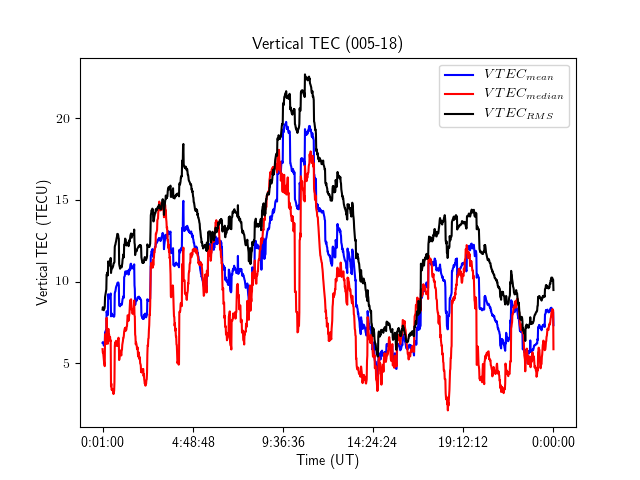 Vertical TEC (005-18)
VTEC_mean
VTEC_median
VTEC_RMS
Vertical TEC (TECU)
20
15
10
5
0:01:00 4:48:48 9:36:36 14:24:24 19:12:12 0:00:00
Time (UT)